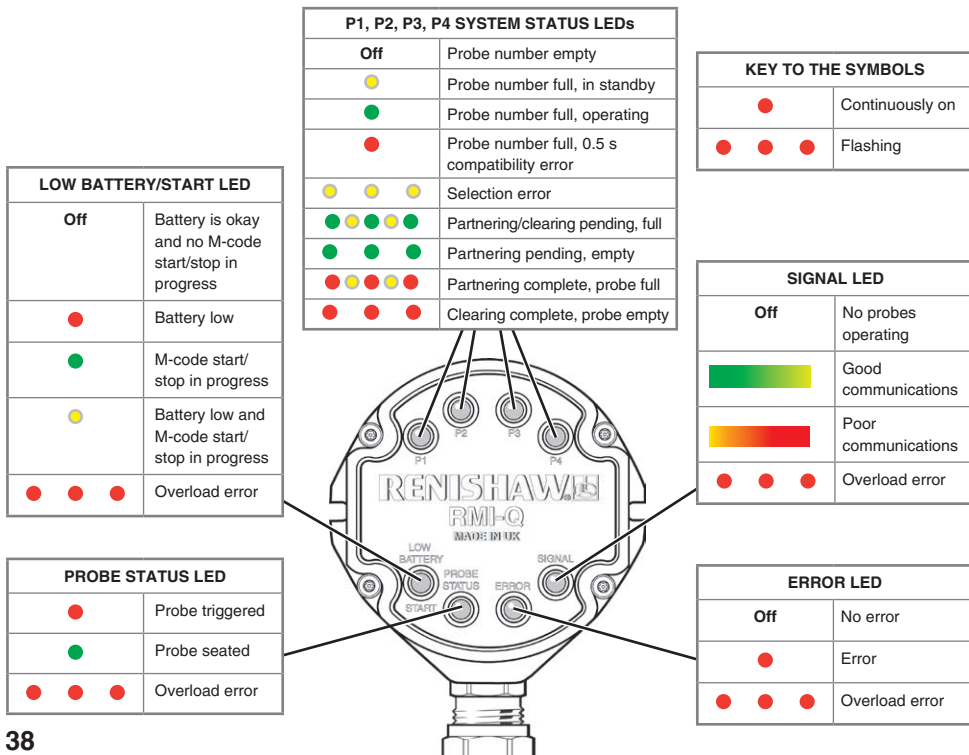 P1, P2, P3, P4 SYSTEM STATUS LEDs
Off
Probe number empty
Probe number full, in standby
Probe number full, operating
Probe number full, 0.5 s
compatibility error
Selection error
Partnering/clearing pending, full
Partnering pending, empty
Partnering complete, probe full
Clearing complete, probe empty
KEY TO THE SYMBOLS
Continuously on
Flashing
LOW BATTERY/START LED
Off
Battery is okay
and no M-code
start/stop in
progress
Battery low
M-code start/
stop in progress
Battery low and
M-code start/
stop in progress
Overload error
SIGNAL LED
Off
No probes
operating
Good
communications
Poor
communications
Overload error
P1
P2
P3
P4
RENISHAW
RMI-Q
MADE IN UK
LOW
BATTERY
START
PROBE
STATUS
ERROR
SIGNAL
PROBE STATUS LED
Probe triggered
Probe seated
Overload error
ERROR LED
Off
No error
Error
Overload error
38